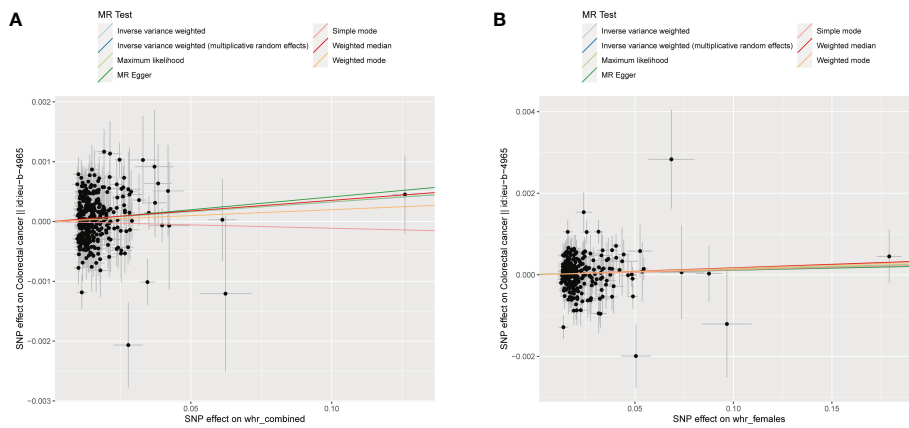 A
MR Test
Inverse variance weighted
Inverse variance weighted (multiplicative random effects)
Maximum likelihood
MR Egger
Simple mode
Weighted median
Weighted mode
SNP effect on Colorectal cancer || id:ieu-b-4965
0.002
0.001
0.000
−0.001
−0.002
−0.003
0.05
0.10
SNP effect on whr_combined
B
MR Test
Inverse variance weighted
Inverse variance weighted (multiplicative random effects)
Maximum likelihood
MR Egger
Simple mode
Weighted median
Weighted mode
SNP effect on Colorectal cancer || id:ieu-b-4965
0.004
0.002
0.000
−0.002
0.05
0.10
0.15
SNP effect on whr_females